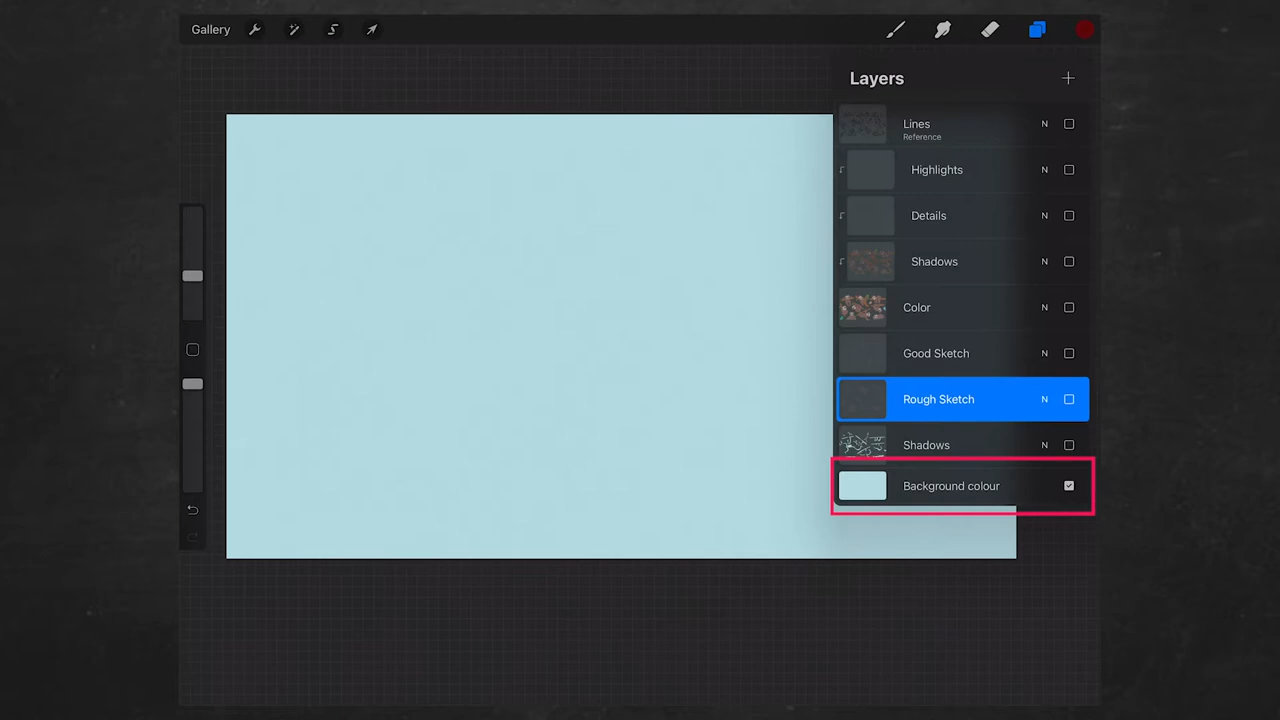 Gallery
Layers
Lines N
Reference
Highlights N
Details N
Shadows N
Color N
Good Sketch N
Rough Sketch N
Shadows N
Background colour